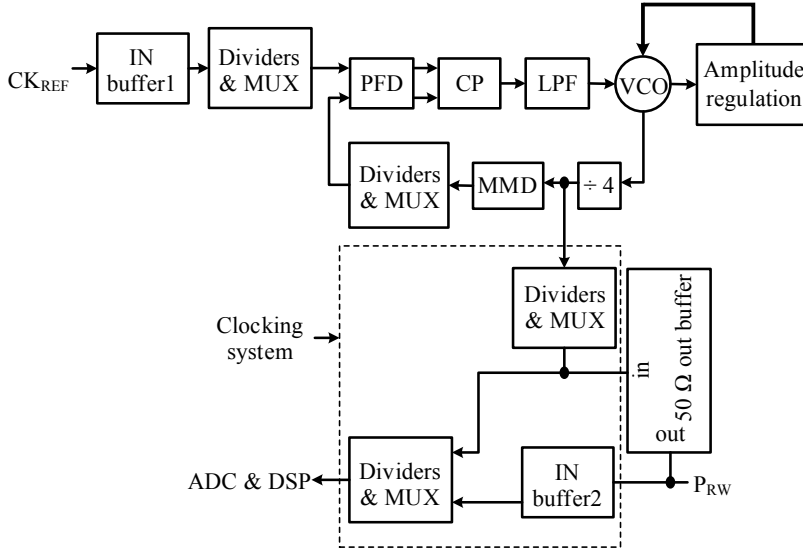 CK_REF
IN
buffer1
Dividers
& MUX
PFD
CP
LPF
VCO
Amplitude
regulation
Dividers
& MUX
MMD
÷ 4
Clocking
system
Dividers
& MUX
in
50 Ω out buffer
out
ADC & DSP
Dividers
& MUX
IN
buffer2
P_RW